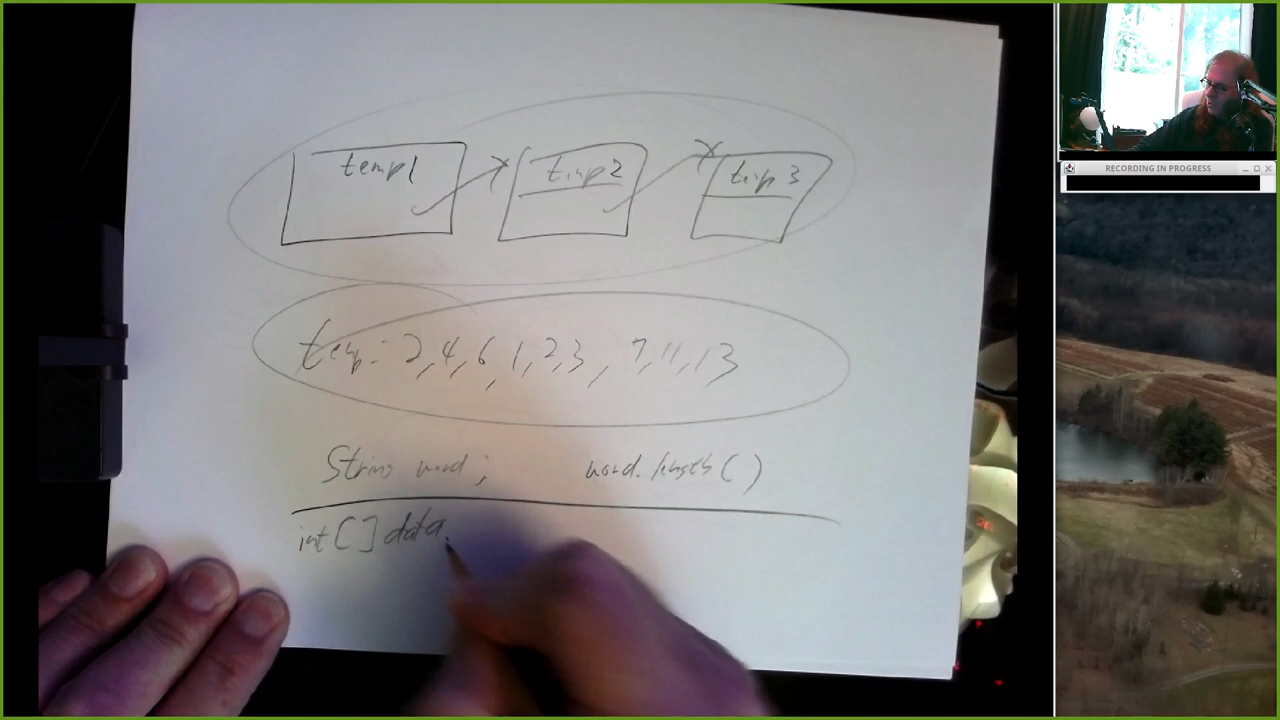 temp1 temp2 temp3
temp: 2,4,6,1,2,3, 7,11,13
String word; word.length()
int[] data.
RECORDING IN PROGRESS